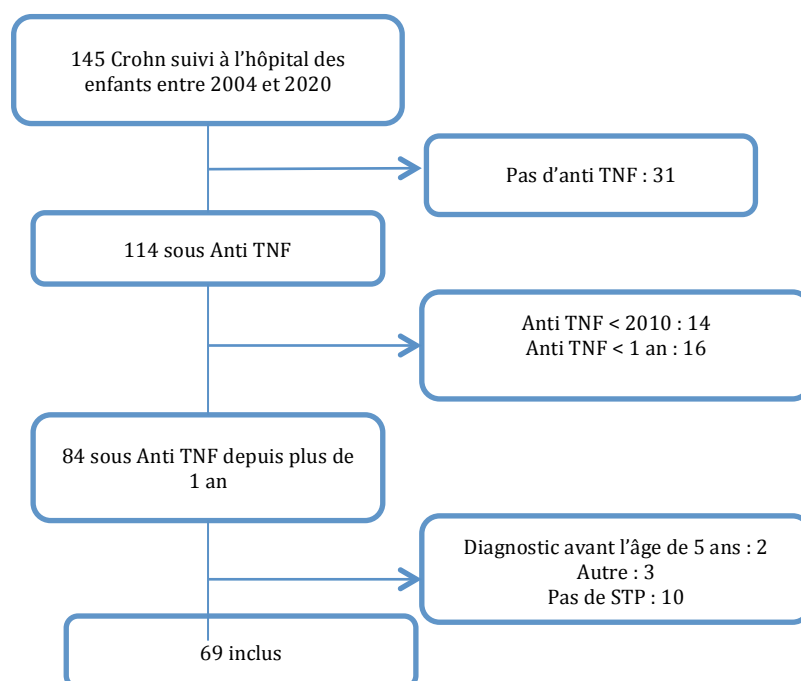 145 Crohn suivi à l’hôpital des
enfants entre 2004 et 2020
Pas d’anti TNF : 31
114 sous Anti TNF
Anti TNF < 2010 : 14
Anti TNF < 1 an : 16
84 sous Anti TNF depuis plus de
1 an
Diagnostic avant l’âge de 5 ans : 2
Autre : 3
Pas de STP : 10
69 inclus